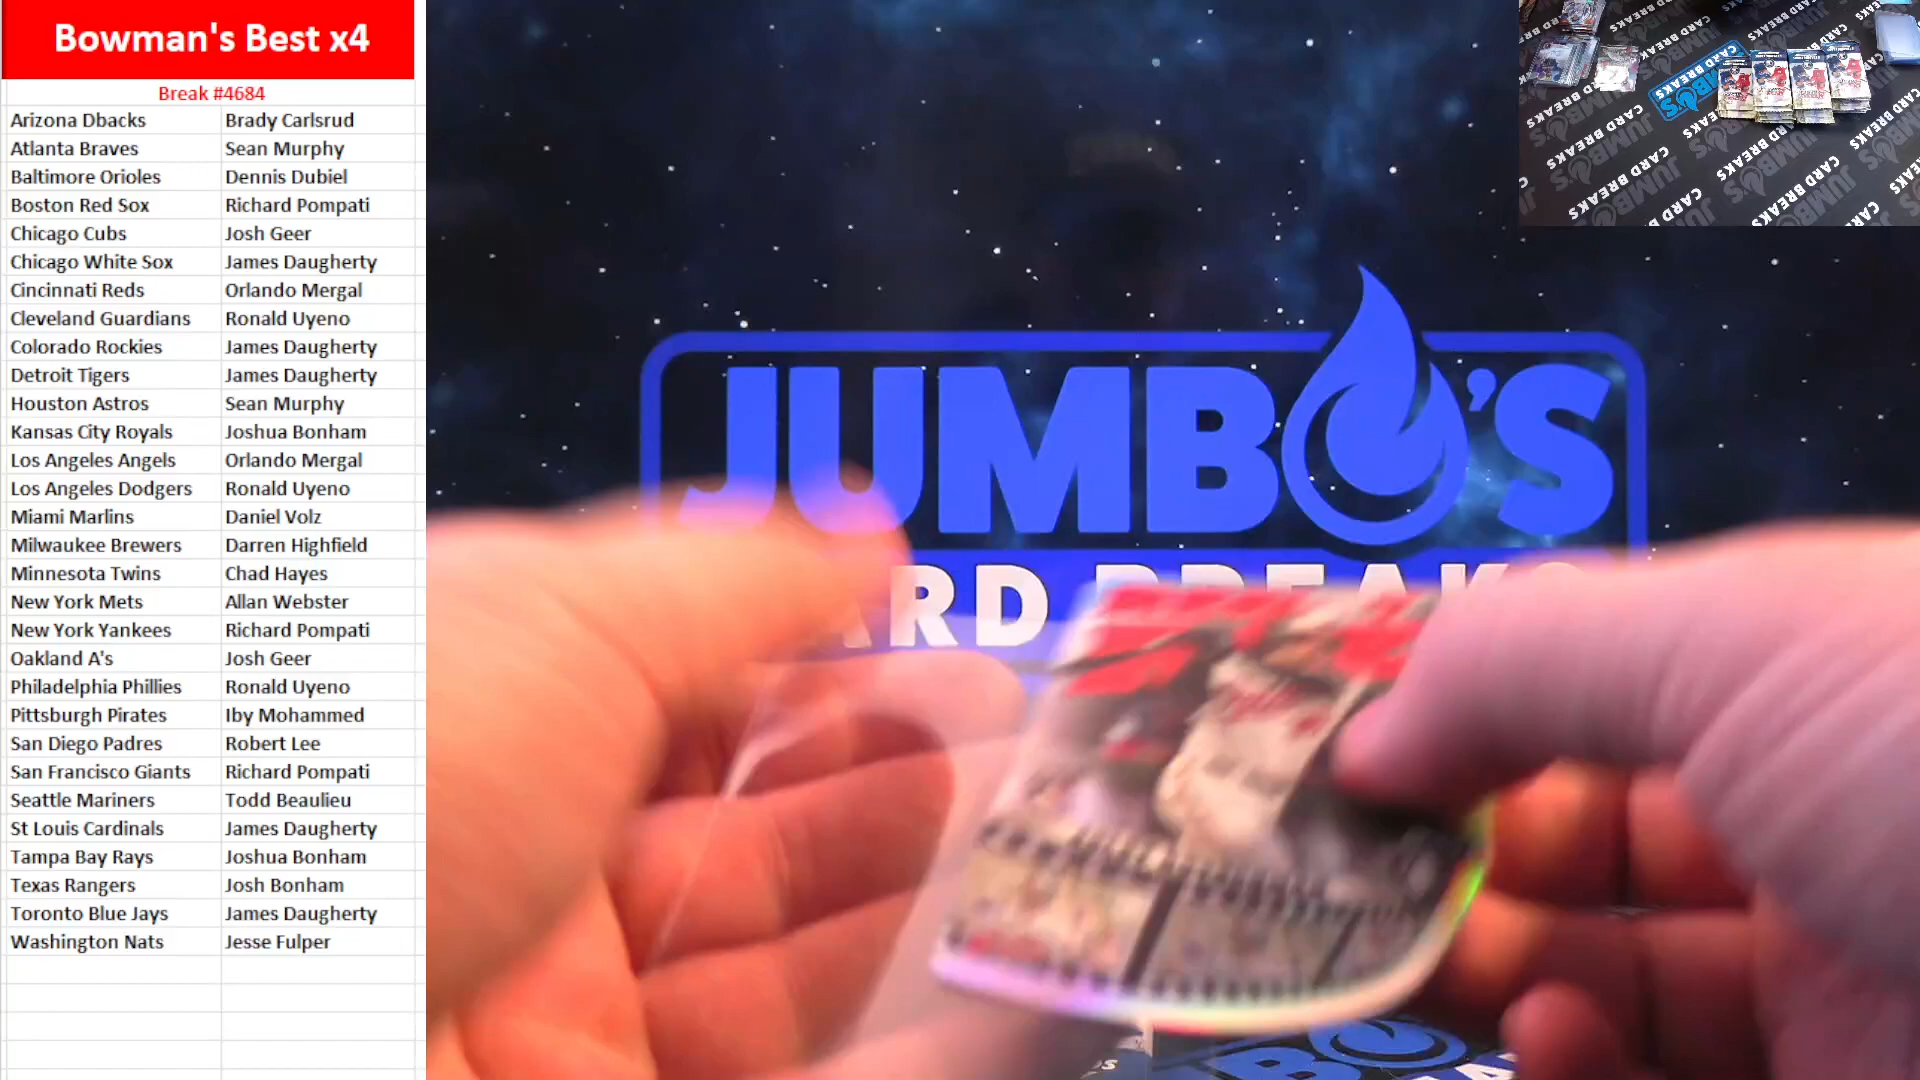 Bowman's Best x4
Break #4684
Arizona Dbacks Brady Carlsrud
Atlanta Braves Sean Murphy
Baltimore Orioles Dennis Dubiel
Boston Red Sox Richard Pompati
Chicago Cubs Josh Geer
Chicago White Sox James Daugherty
Cincinnati Reds Orlando Mergal
Cleveland Guardians Ronald Uyeno
Colorado Rockies James Daugherty
Detroit Tigers James Daugherty
Houston Astros Sean Murphy
Kansas City Royals Joshua Bonham
Los Angeles Angels Orlando Mergal
Los Angeles Dodgers Ronald Uyeno
Miami Marlins Daniel Volz
Milwaukee Brewers Darren Highfield
Minnesota Twins Chad Hayes
New York Mets Allan Webster
New York Yankees Richard Pompati
Oakland A's Josh Geer
Philadelphia Phillies Ronald Uyeno
Pittsburgh Pirates Iby Mohammed
San Diego Padres Robert Lee
San Francisco Giants Richard Pompati
Seattle Mariners Todd Beaulieu
St Louis Cardinals James Daugherty
Tampa Bay Rays Joshua Bonham
Texas Rangers Josh Bonham
Toronto Blue Jays James Daugherty
Washington Nats Jesse Fulper
JUMBO'S
CARD BREAKS
JUMBO'S
CARD BREAKS